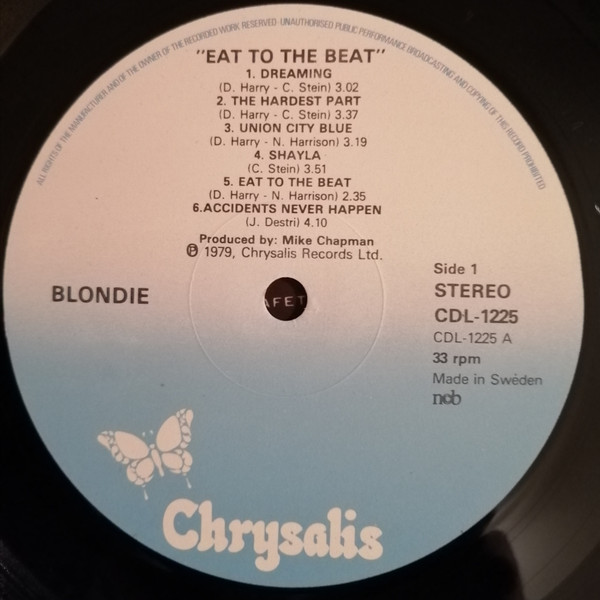 ALL RIGHTS OF THE MANUFACTURER AND OF THE OWNER OF THE RECORDED WORK RESERVED · UNAUTHORISED PUBLIC PERFORMANCE BROADCASTING AND COPYING OF THIS RECORD PROHIBITED
"EAT TO THE BEAT"
1. DREAMING
(D. Harry - C. Stein) 3.02
2. THE HARDEST PART
(D. Harry - C. Stein) 3.37
3. UNION CITY BLUE
(D. Harry - N. Harrison) 3.19
4. SHAYLA
(C. Stein) 3.51
5. EAT TO THE BEAT
(D. Harry - N. Harrison) 2.35
6.ACCIDENTS NEVER HAPPEN
(J. Destri) 4.10
Produced by: Mike Chapman
℗ 1979, Chrysalis Records Ltd.
BLONDIE
AFET
Side 1
STEREO
CDL-1225
CDL-1225 A
33 rpm
Made in Sweden
ncb
Chrysalis